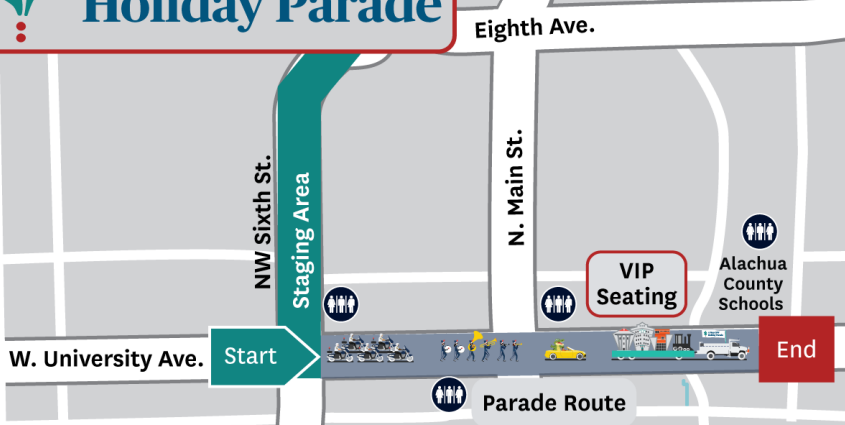 Holiday Parade
Eighth Ave.
NW Sixth St.
Staging Area
N. Main St.
VIP
Seating
Alachua
County
Schools
W. University Ave.
Start
End
Parade Route